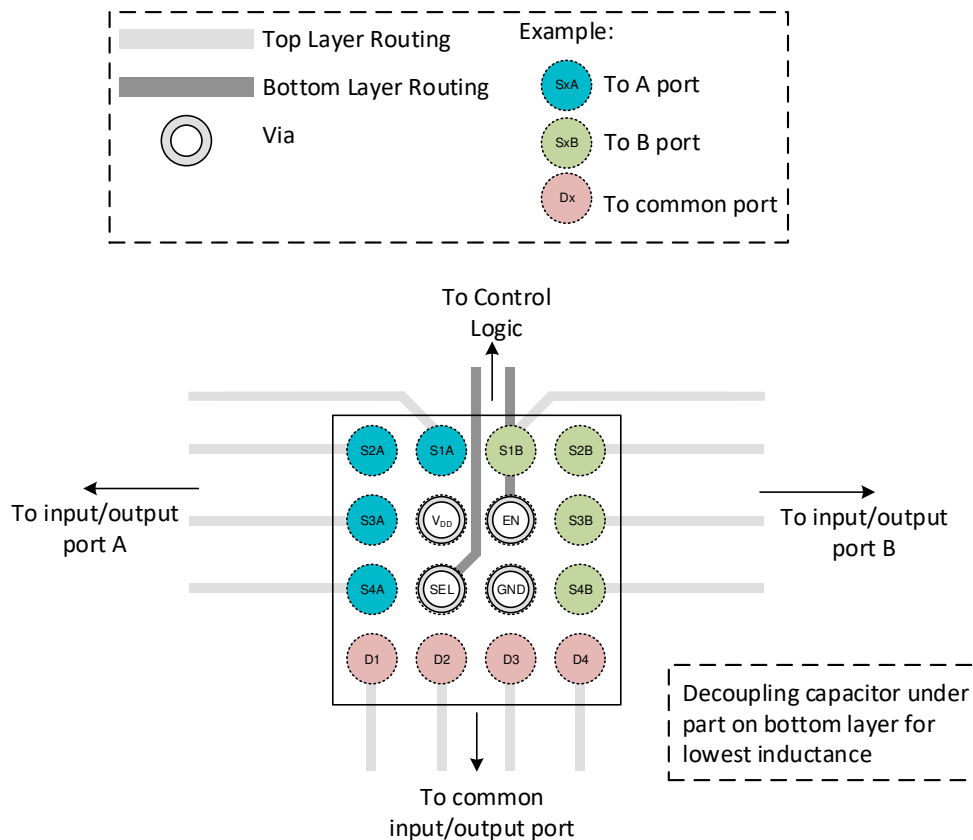 Top Layer Routing
Bottom Layer Routing
Via
Example:
SxA
To A port
SxB
To B port
Dx
To common port
To Control
Logic
S2A
S1A
S1B
S2B
To input/output
port A
S3A
VDD
EN
S3B
To input/output
port B
S4A
SEL
GND
S4B
D1
D2
D3
D4
Decoupling capacitor under
part on bottom layer for
lowest inductance
To common
input/output port